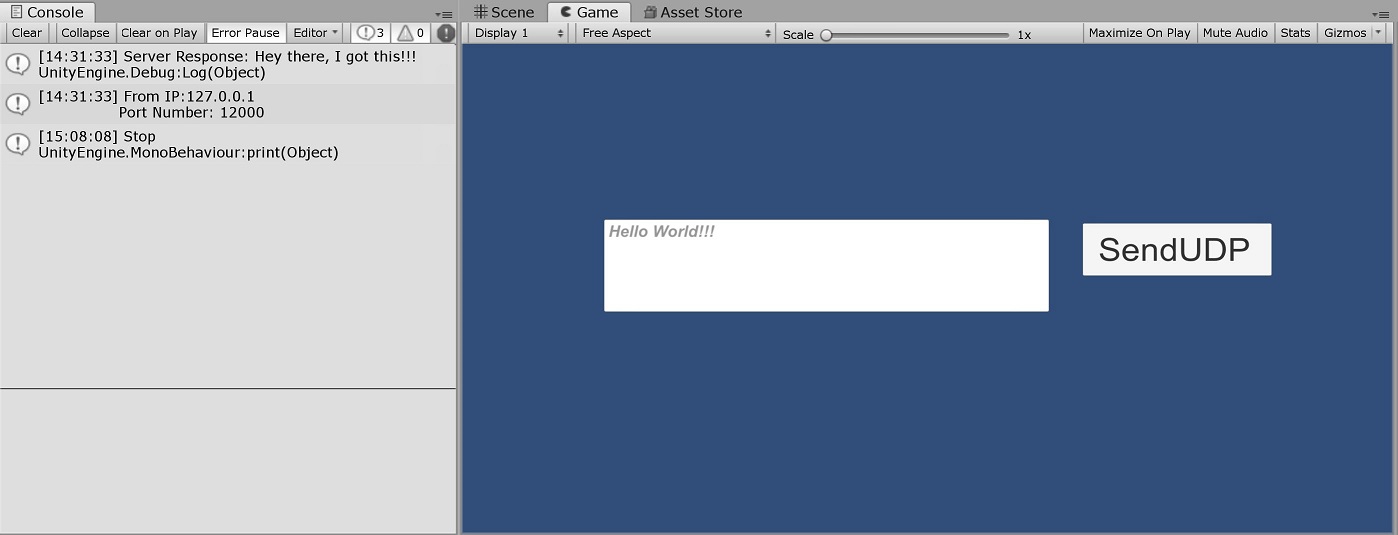 Console
Clear Collapse Clear on Play Error Pause Editor 3 0
[14:31:33] Server Response: Hey there, I got this!!!
UnityEngine.Debug:Log(Object)
[14:31:33] From IP:127.0.0.1
Port Number: 12000
[15:08:08] Stop
UnityEngine.MonoBehaviour:print(Object)
Scene Game Asset Store
Display 1 Free Aspect Scale 1x Maximize On Play Mute Audio Stats Gizmos
Hello World!!!
SendUDP